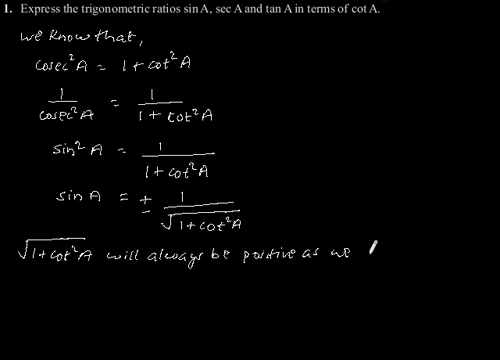 1. Express the trigonometric ratios sin A, sec A and tan A in terms of cot A.
we know that,
cosec²A = 1 + cot²A
1/cosec²A = 1/(1 + cot²A)
sin²A = 1/(1 + cot²A)
sin A = ± 1/√(1 + cot²A)
√(1 + cot²A) will always be positive as we